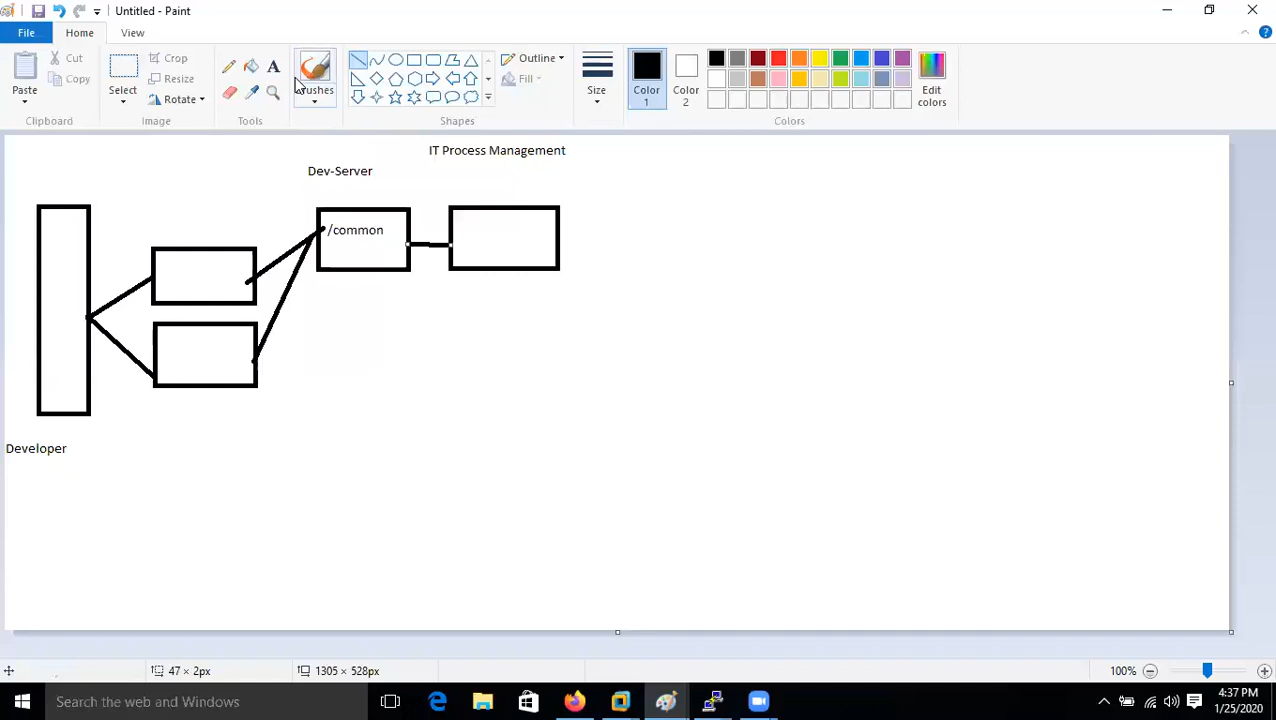 Untitled - Paint
File
Home
View
Paste
Cut
Copy
Clipboard
Select
Crop
Resize
Rotate
Image
A
Tools
rushes
Shapes
Outline
Fill
Size
Color
1
Color
2
Edit
colors
Colors
IT Process Management
Dev-Server
/common
Developer
47 × 2px
1305 × 528px
100%
Search the web and Windows
4:37 PM
1/25/2020